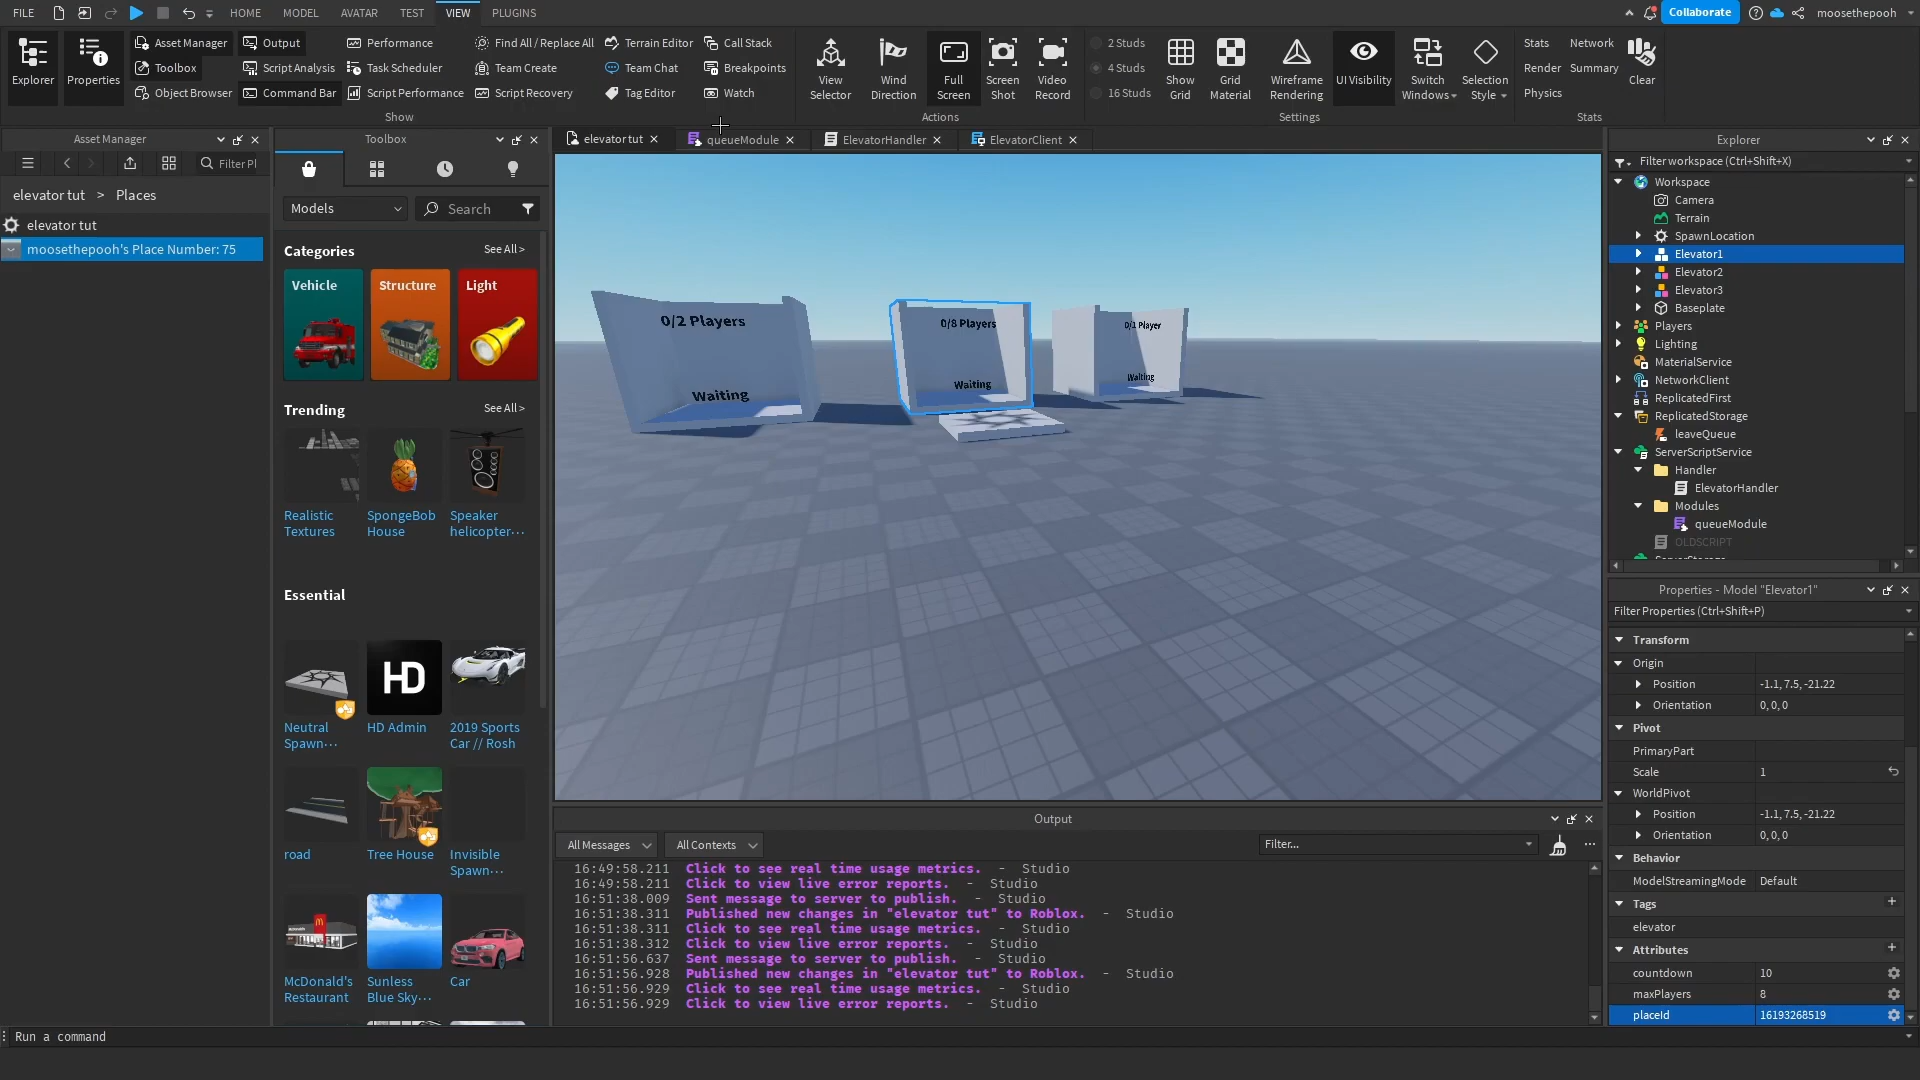 FILE HOME MODEL AVATAR TEST VIEW PLUGINS Collaborate moosethepooh
Explorer Properties
Asset Manager Output Performance Find All / Replace All Terrain Editor Call Stack
Toolbox Script Analysis Task Scheduler Team Create Team Chat Breakpoints
Object Browser Command Bar Script Performance Script Recovery Tag Editor Watch
Show
View Selector
Wind Direction
Full Screen
Screen Shot
Video Record
Actions
2 Studs
4 Studs
16 Studs
Show Grid
Grid Material
Wireframe Rendering
UI Visibility
Switch Windows
Selection Style
Settings
Stats Network
Render Summary
Physics
Clear
Stats
Asset Manager
Filter Pl
elevator tut > Places
elevator tut
moosethepooh's Place Number: 75
Toolbox
Models Search
Categories See All >
Vehicle Structure Light
Trending See All >
Realistic Textures
SpongeBob House
Speaker helicopter···
Essential
HD
Neutral Spawn···
HD Admin
2019 Sports Car // Rosh
road
Tree House
Invisible Spawn···
McDonald's Restaurant
Sunless Blue Sky···
Car
elevator tut queueModule ElevatorHandler ElevatorClient
0/2 Players
Waiting
0/8 Players
Waiting
0/1 Player
Waiting
Output
All Messages All Contexts Filter...
16:49:58.211 Click to see real time usage metrics. - Studio
16:49:58.211 Click to view live error reports. - Studio
16:51:38.009 Sent message to server to publish. - Studio
16:51:38.311 Published new changes in "elevator tut" to Roblox. - Studio
16:51:38.311 Click to see real time usage metrics. - Studio
16:51:38.312 Click to view live error reports. - Studio
16:51:56.637 Sent message to server to publish. - Studio
16:51:56.928 Published new changes in "elevator tut" to Roblox. - Studio
16:51:56.929 Click to see real time usage metrics. - Studio
16:51:56.929 Click to view live error reports. - Studio
Run a command
Explorer
Filter workspace (Ctrl+Shift+X)
Workspace
Camera
Terrain
SpawnLocation
Elevator1
Elevator2
Elevator3
Baseplate
Players
Lighting
MaterialService
NetworkClient
ReplicatedFirst
ReplicatedStorage
leaveQueue
ServerScriptService
Handler
ElevatorHandler
Modules
queueModule
OLDSCRIPT
Properties - Model "Elevator1"
Filter Properties (Ctrl+Shift+P)
Transform
Origin
Position -1.1, 7.5, -21.22
Orientation 0, 0, 0
Pivot
PrimaryPart
Scale 1
WorldPivot
Position -1.1, 7.5, -21.22
Orientation 0, 0, 0
Behavior
ModelStreamingMode Default
Tags
elevator
Attributes
countdown 10
maxPlayers 8
placeId 16193268519